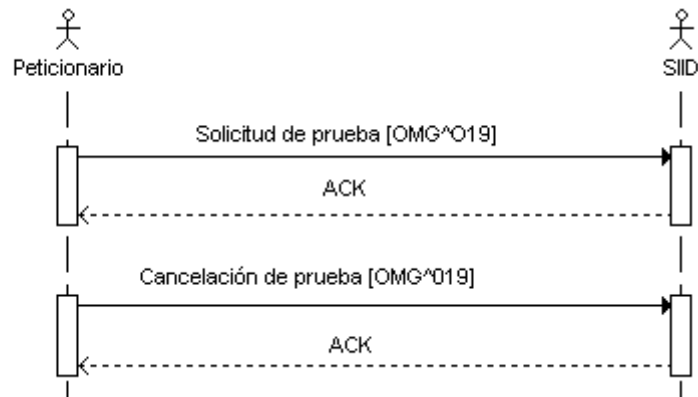 Peticionario
SIID
Solicitud de prueba [OMG^O19]
ACK
Cancelación de prueba [OMG^019]
ACK